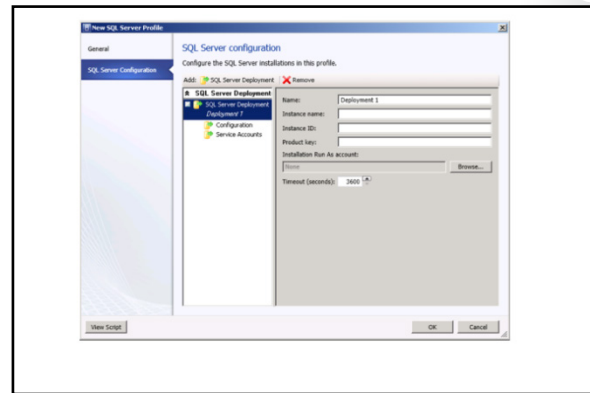 New SQL Server Profile
General
SQL Server Configuration
SQL Server configuration
Configure the SQL Server installations in this profile.
Add: SQL Server Deployment Remove
SQL Server Deployment
SQL Server Deployment
Deployment 1
Configuration
Service Accounts
Name: Deployment 1
Instance name:
Instance ID:
Product key:
Installation Run As account:
None Browse...
Timeout (seconds): 3600
View Script OK Cancel